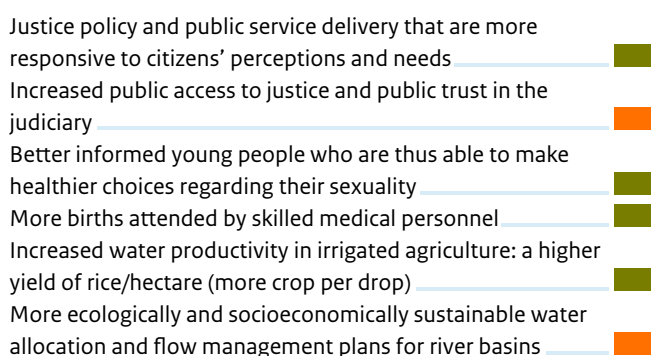 Justice policy and public service delivery that are more
responsive to citizens’ perceptions and needs
Increased public access to justice and public trust in the
judiciary
Better informed young people who are thus able to make
healthier choices regarding their sexuality
More births attended by skilled medical personnel
Increased water productivity in irrigated agriculture: a higher
yield of rice/hectare (more crop per drop)
More ecologically and socioeconomically sustainable water
allocation and flow management plans for river basins